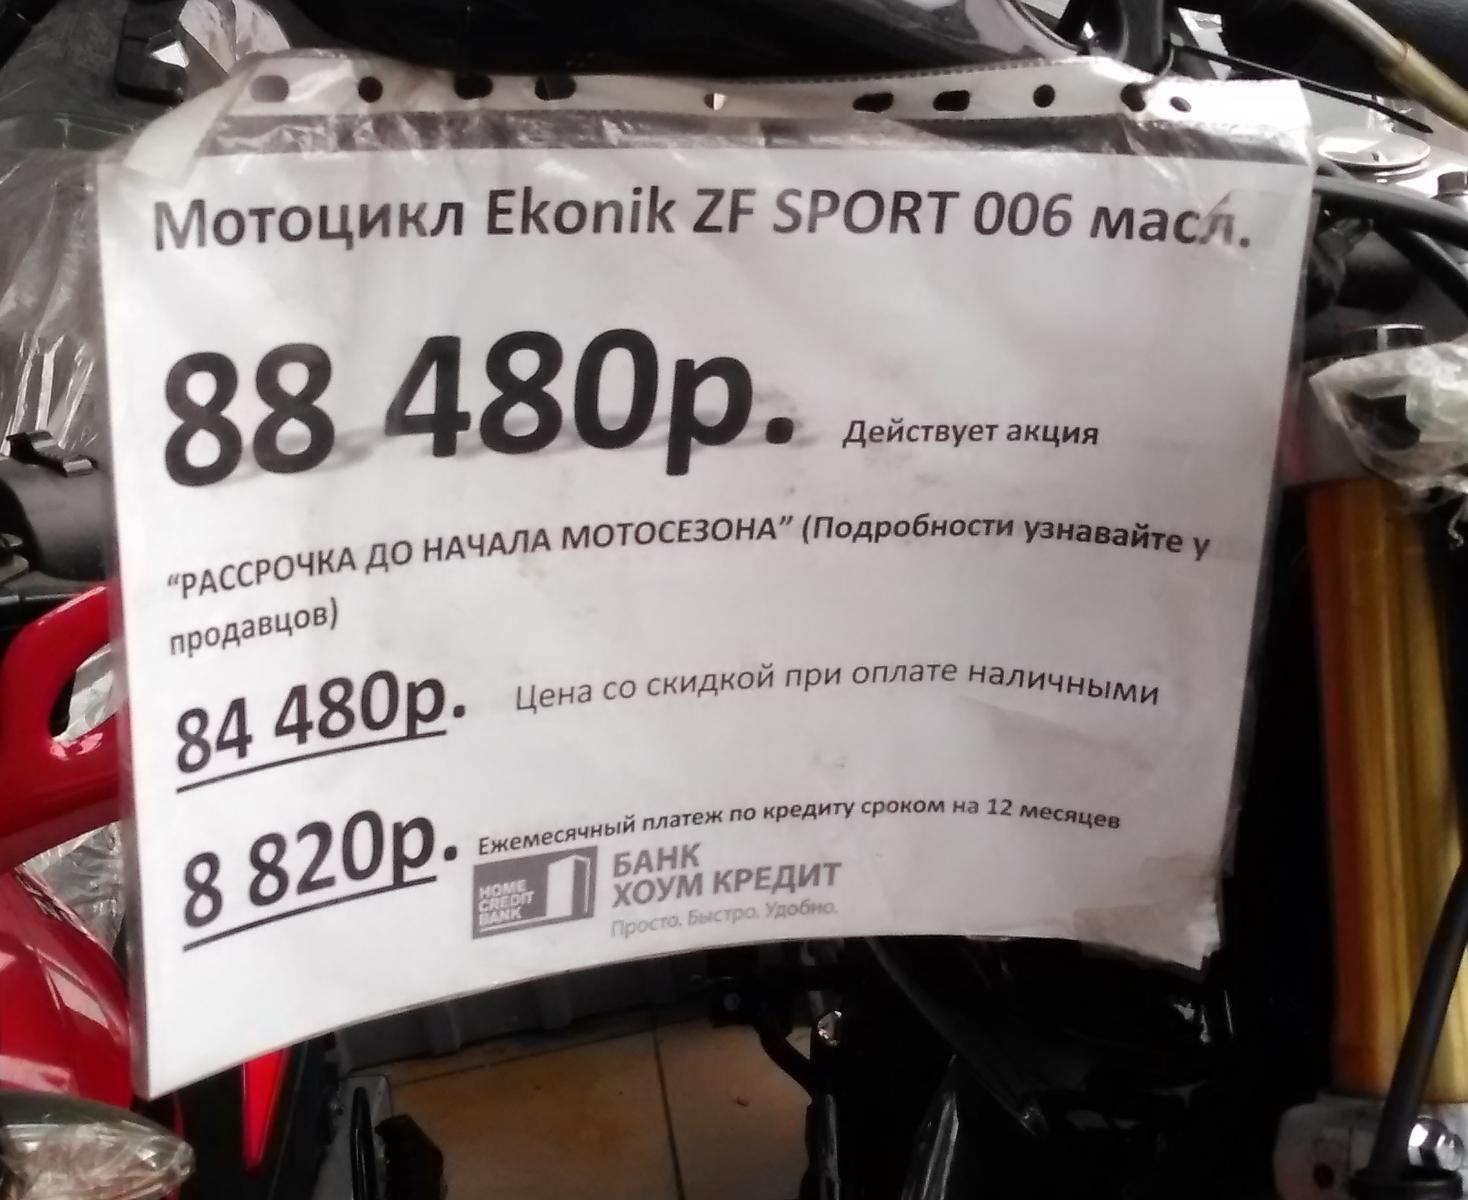 Мотоцикл Ekonik ZF SPORT 006 масл.
88 480р. Действует акция
“РАССРОЧКА ДО НАЧАЛА МОТОСЕЗОНА” (Подробности узнавайте у
продавцов)
84 480р. Цена со скидкой при оплате наличными
8 820р. Ежемесячный платеж по кредиту сроком на 12 месяцев
HOME
CREDIT
BANK
БАНК
ХОУМ КРЕДИТ
Просто. Быстро. Удобно.